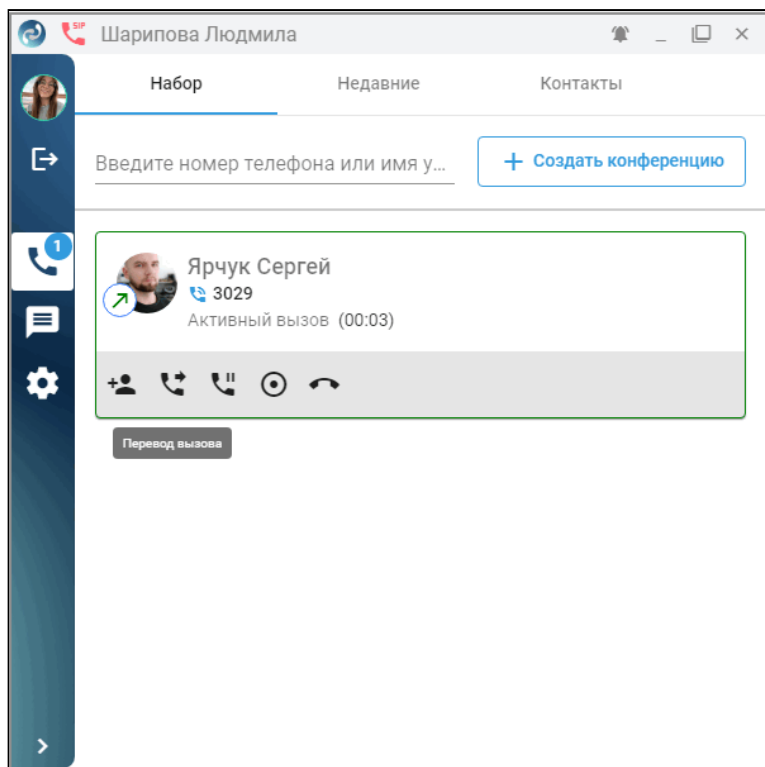 SIP Шарипова Людмила
Набор Недавние Контакты
Введите номер телефона или имя у... + Создать конференцию
1
Ярчук Сергей
3029
Активный вызов (00:03)
Перевод вызова